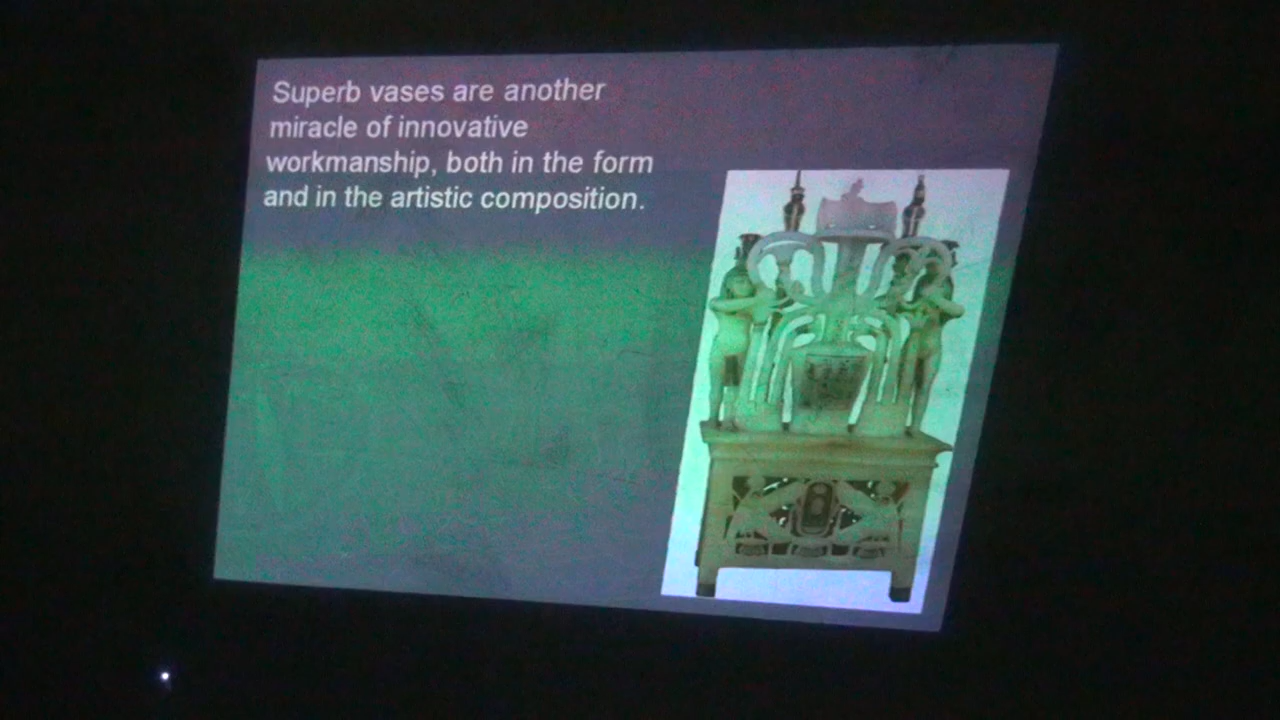 Superb vases are another
miracle of innovative
workmanship, both in the form
and in the artistic composition.